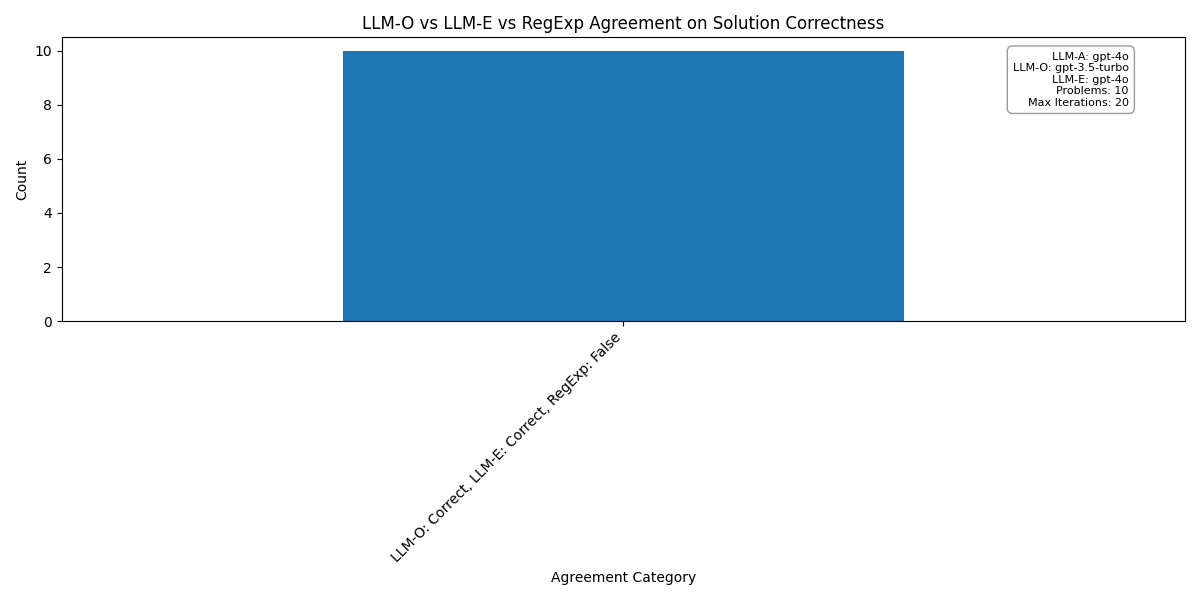 LLM-O vs LLM-E vs RegExp Agreement on Solution Correctness
LLM-A: gpt-4o
LLM-O: gpt-3.5-turbo
LLM-E: gpt-4o
Problems: 10
Max Iterations: 20
Count
10
8
6
4
2
0
LLM-O: Correct, LLM-E: Correct, RegExp: False
Agreement Category